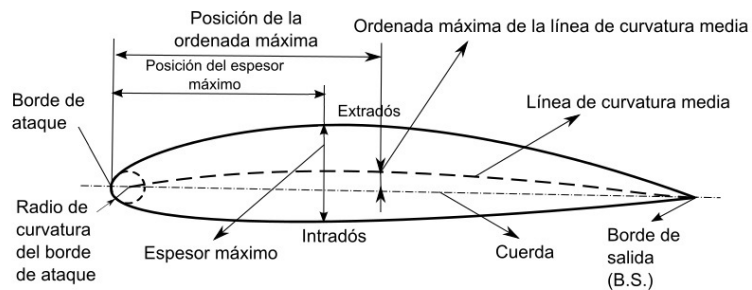 Posición de la
ordenada máxima
Ordenada máxima de la línea de curvatura media
Posición del espesor
máximo
Borde de
ataque
Extradós
Línea de curvatura media
Radio de
curvatura
del borde
de ataque
Espesor máximo
Intradós
Cuerda
Borde de
salida
(B.S.)